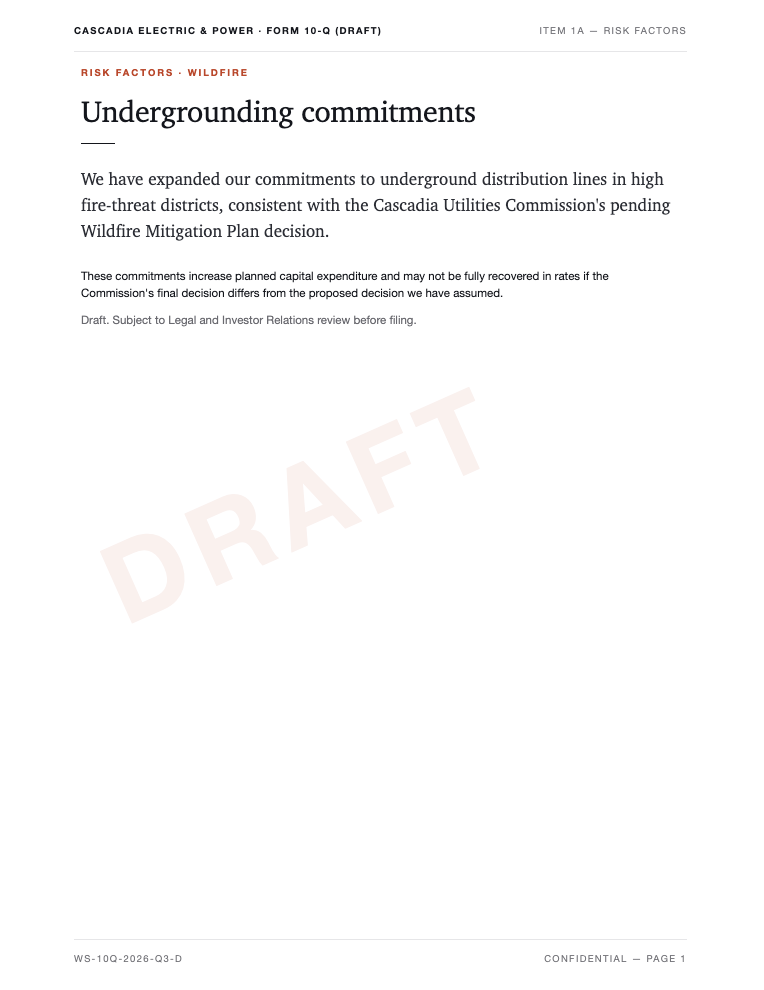 CASCADIA ELECTRIC & POWER · FORM 10-Q (DRAFT)
ITEM 1A — RISK FACTORS
RISK FACTORS · WILDFIRE
Undergrounding commitments
We have expanded our commitments to underground distribution lines in high
fire-threat districts, consistent with the Cascadia Utilities Commission's pending
Wildfire Mitigation Plan decision.
These commitments increase planned capital expenditure and may not be fully recovered in rates if the
Commission's final decision differs from the proposed decision we have assumed.
Draft. Subject to Legal and Investor Relations review before filing.
DRAFT
WS-10Q-2026-Q3-D
CONFIDENTIAL — PAGE 1